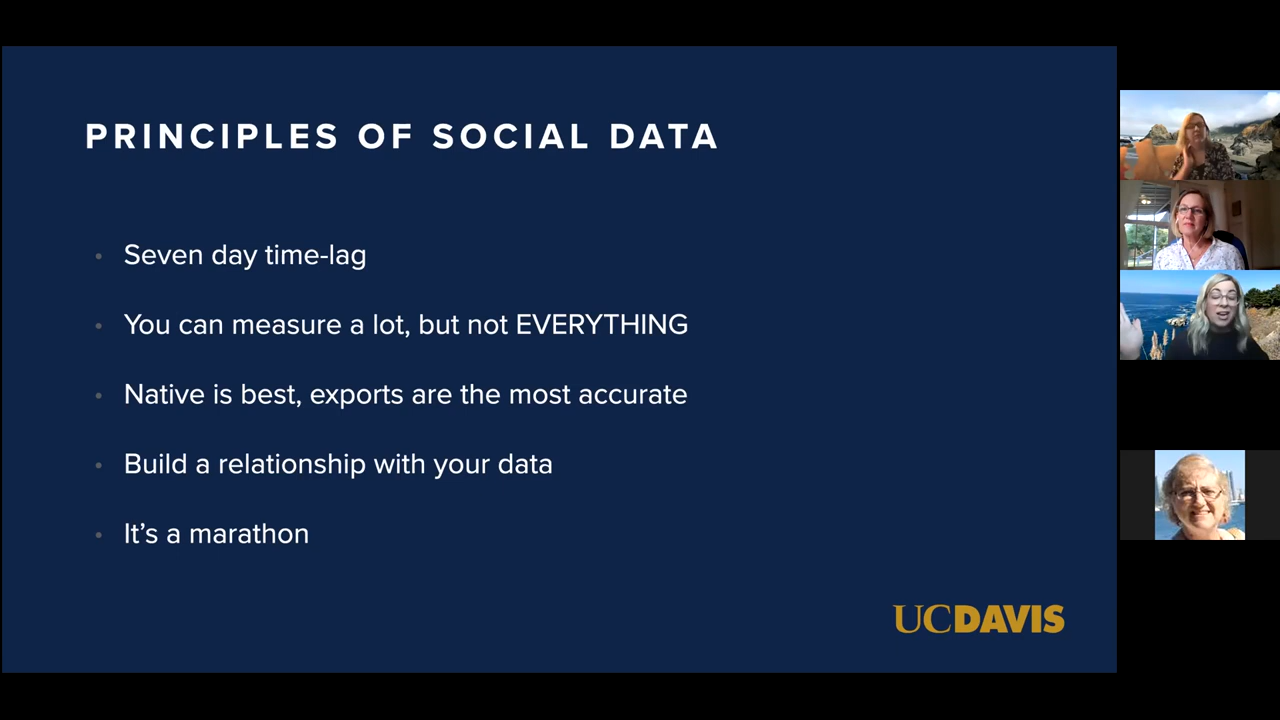 PRINCIPLES OF SOCIAL DATA
Seven day time-lag
You can measure a lot, but not EVERYTHING
Native is best, exports are the most accurate
Build a relationship with your data
It's a marathon
UCDAVIS